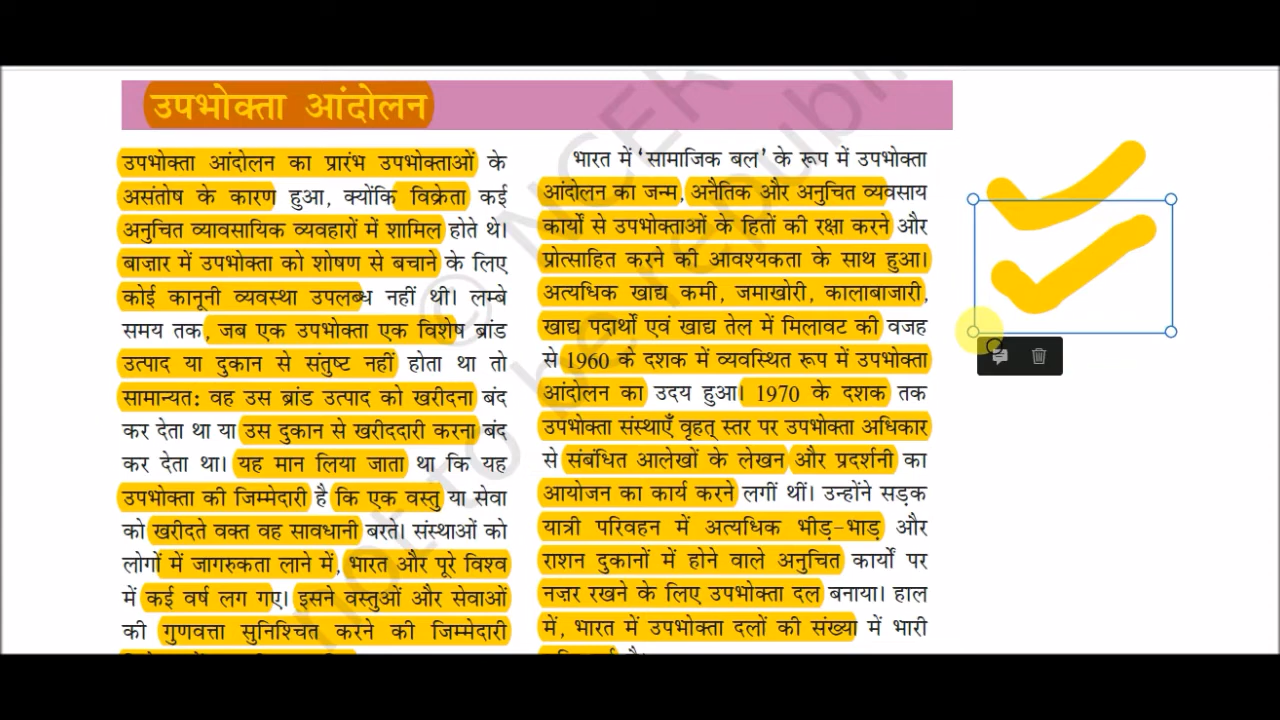 उपभोक्ता आंदोलन
उपभोक्ता आंदोलन का प्रारंभ उपभोक्ताओं के
असंतोष के कारण हुआ, क्योंकि विक्रेता कई
अनुचित व्यावसायिक व्यवहारों में शामिल होते थे।
बाजार में उपभोक्ता को शोषण से बचाने के लिए
कोई कानूनी व्यवस्था उपलब्ध नहीं थी। लम्बे
समय तक, जब एक उपभोक्ता एक विशेष ब्रांड
उत्पाद या दुकान से संतुष्ट नहीं होता था तो
सामान्यत: वह उस ब्रांड उत्पाद को खरीदना बंद
कर देता था या उस दुकान से खरीददारी करना बंद
कर देता था। यह मान लिया जाता था कि यह
उपभोक्ता की जिम्मेदारी है कि एक वस्तु या सेवा
को खरीदते वक्त वह सावधानी बरते। संस्थाओं को
लोगों में जागरुकता लाने में, भारत और पूरे विश्व
में कई वर्ष लग गए। इसने वस्तुओं और सेवाओं
की गुणवत्ता सुनिश्चित करने की जिम्मेदारी
भारत में 'सामाजिक बल' के रूप में उपभोक्ता
आंदोलन का जन्म, अनैतिक और अनुचित व्यवसाय
कार्यों से उपभोक्ताओं के हितों की रक्षा करने और
प्रोत्साहित करने की आवश्यकता के साथ हुआ।
अत्यधिक खाद्य कमी, जमाखोरी, कालाबाजारी,
खाद्य पदार्थों एवं खाद्य तेल में मिलावट की वजह
से 1960 के दशक में व्यवस्थित रूप में उपभोक्ता
आंदोलन का उदय हुआ। 1970 के दशक तक
उपभोक्ता संस्थाएँ वृहत् स्तर पर उपभोक्ता अधिकार
से संबंधित आलेखों के लेखन और प्रदर्शनी का
आयोजन का कार्य करने लगीं थीं। उन्होंने सड़क
यात्री परिवहन में अत्यधिक भीड़-भाड़ और
राशन दुकानों में होने वाले अनुचित कार्यों पर
नजर रखने के लिए उपभोक्ता दल बनाया। हाल
में, भारत में उपभोक्ता दलों की संख्या में भारी
© NCER
not to be republi